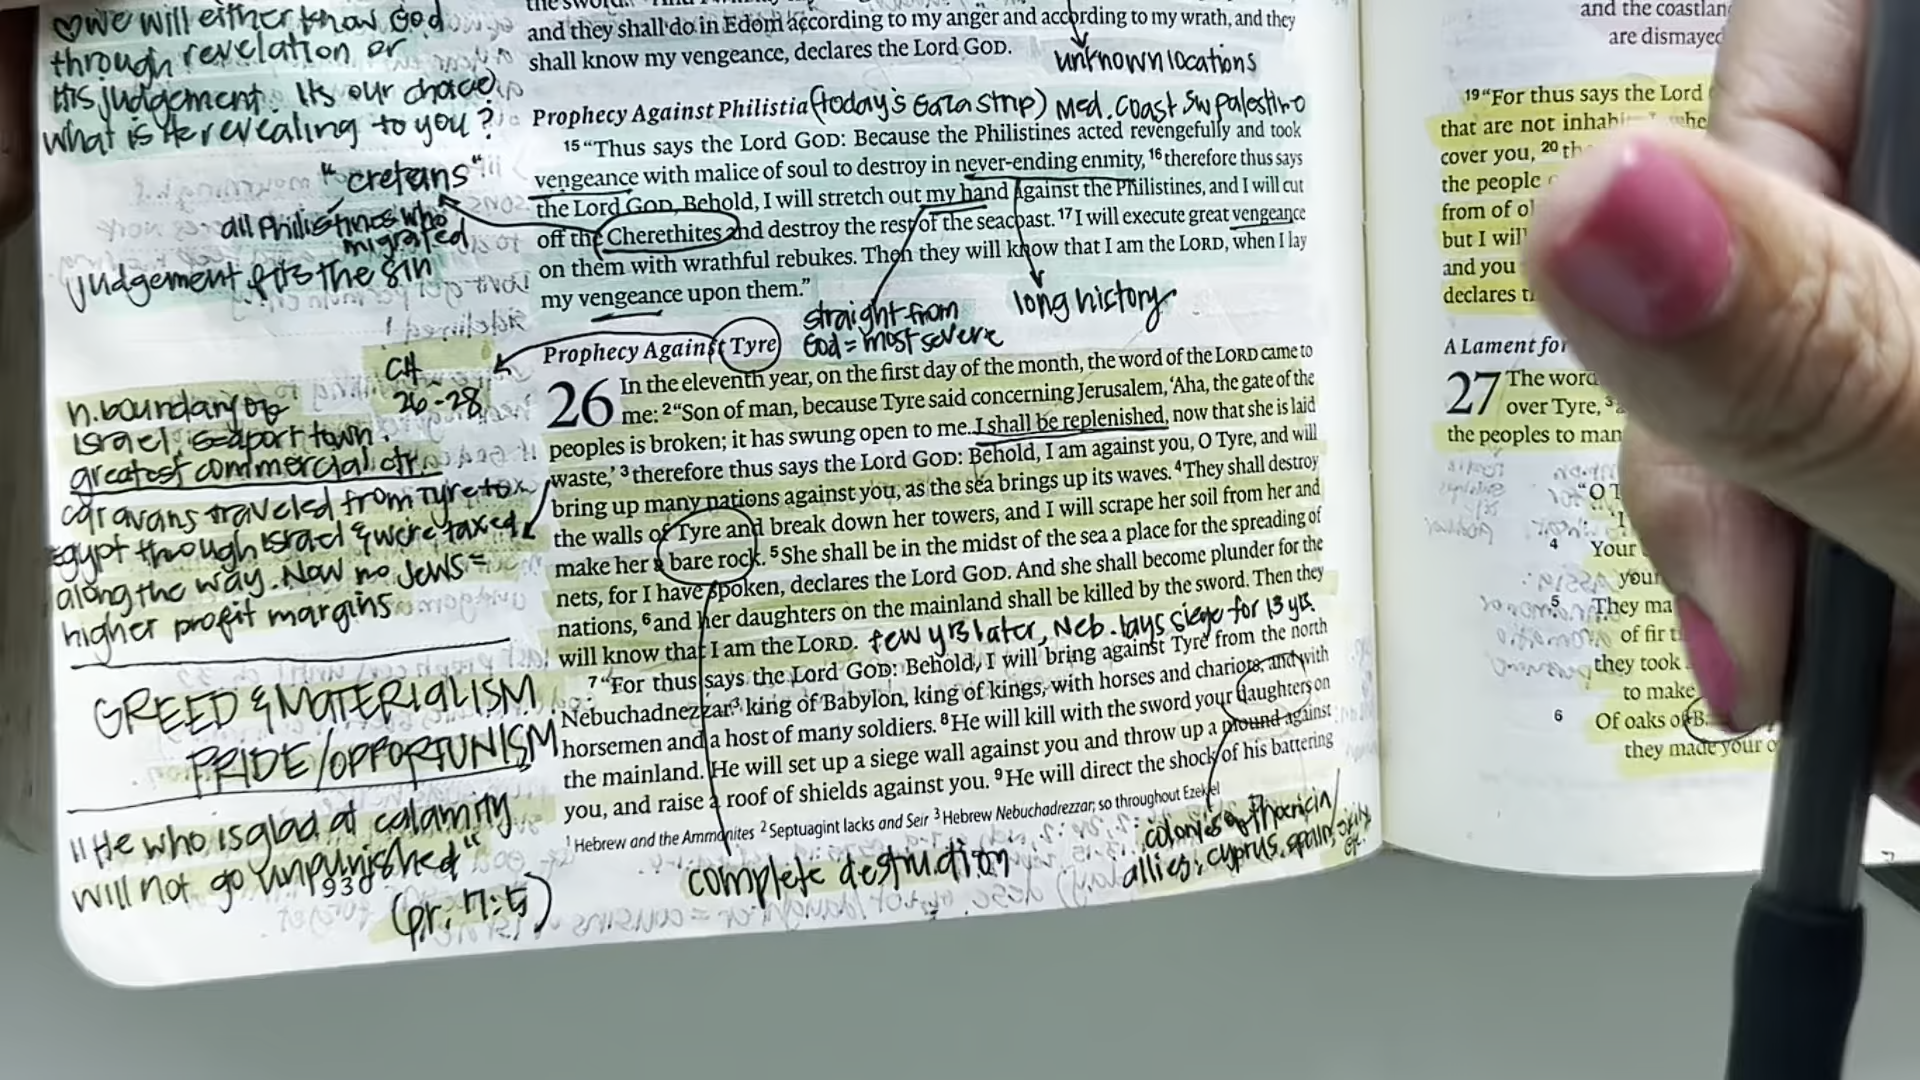 ♡we will either know God
through revelation or
His judgement. Its our choice
what is He revealing to you?
"cretans"
all Philistines who
migrated
judgement fits the sin
CH
26-28
n. boundary of
Israel, seaport town.
greatest commercial ctr.
caravans traveled from Tyre to
egypt through Israel & were taxed
along the way. Now no Jews =
higher profit margins
GREED & MATERIALISM
PRIDE/OPPORTUNISM
"He who is glad at calamity
will not go unpunished"
930
(pr. 17:5)
and they shall do in Edom according to my anger and according to my wrath, and they
shall know my vengeance, declares the Lord GOD.
unknown locations
Prophecy Against Philistia (today's Gaza strip) Med. Coast SW palestine
15 "Thus says the Lord GOD: Because the Philistines acted revengefully and took
vengeance with malice of soul to destroy in never-ending enmity, 16 therefore thus says
the Lord GOD, Behold, I will stretch out my hand against the Philistines, and I will cut
off the Cherethites and destroy the rest of the seacoast. 17 I will execute great vengeance
on them with wrathful rebukes. Then they will know that I am the LORD, when I lay
my vengeance upon them."
straight from
God = most severe
long history
Prophecy Against Tyre
26 In the eleventh year, on the first day of the month, the word of the LORD came to
me: 2 "Son of man, because Tyre said concerning Jerusalem, 'Aha, the gate of the
peoples is broken; it has swung open to me. I shall be replenished, now that she is laid
waste,' 3 therefore thus says the Lord GOD: Behold, I am against you, O Tyre, and will
bring up many nations against you, as the sea brings up its waves. 4 They shall destroy
the walls of Tyre and break down her towers, and I will scrape her soil from her and
make her a bare rock. 5 She shall be in the midst of the sea a place for the spreading of
nets, for I have spoken, declares the Lord GOD. And she shall become plunder for the
nations, 6 and her daughters on the mainland shall be killed by the sword. Then they
will know that I am the LORD. few yrs later, Neb. lays siege for 13 yrs.
7 "For thus says the Lord GOD: Behold, I will bring against Tyre from the north
Nebuchadnezzar3 king of Babylon, king of kings, with horses and chariots, and with
horsemen and a host of many soldiers. 8 He will kill with the sword your daughters on
the mainland. He will set up a siege wall against you and throw up a mound against
you, and raise a roof of shields against you. 9 He will direct the shock of his battering
1 Hebrew and the Ammonites 2 Septuagint lacks and Seir 3 Hebrew Nebuchadrezzar; so throughout Ezekiel
complete destruction
colonies of
allies: cyprus, spain,
and the
are dismayed
19 "For thus says the Lord
that are not
cover you, 20
the people
from of
but I
and you
declares
A Lament for
27 The word
over Tyre, 3
the peoples to
"O
4 Your
your
5 They
of fir
they took
to make
6 Of oaks of
they made your